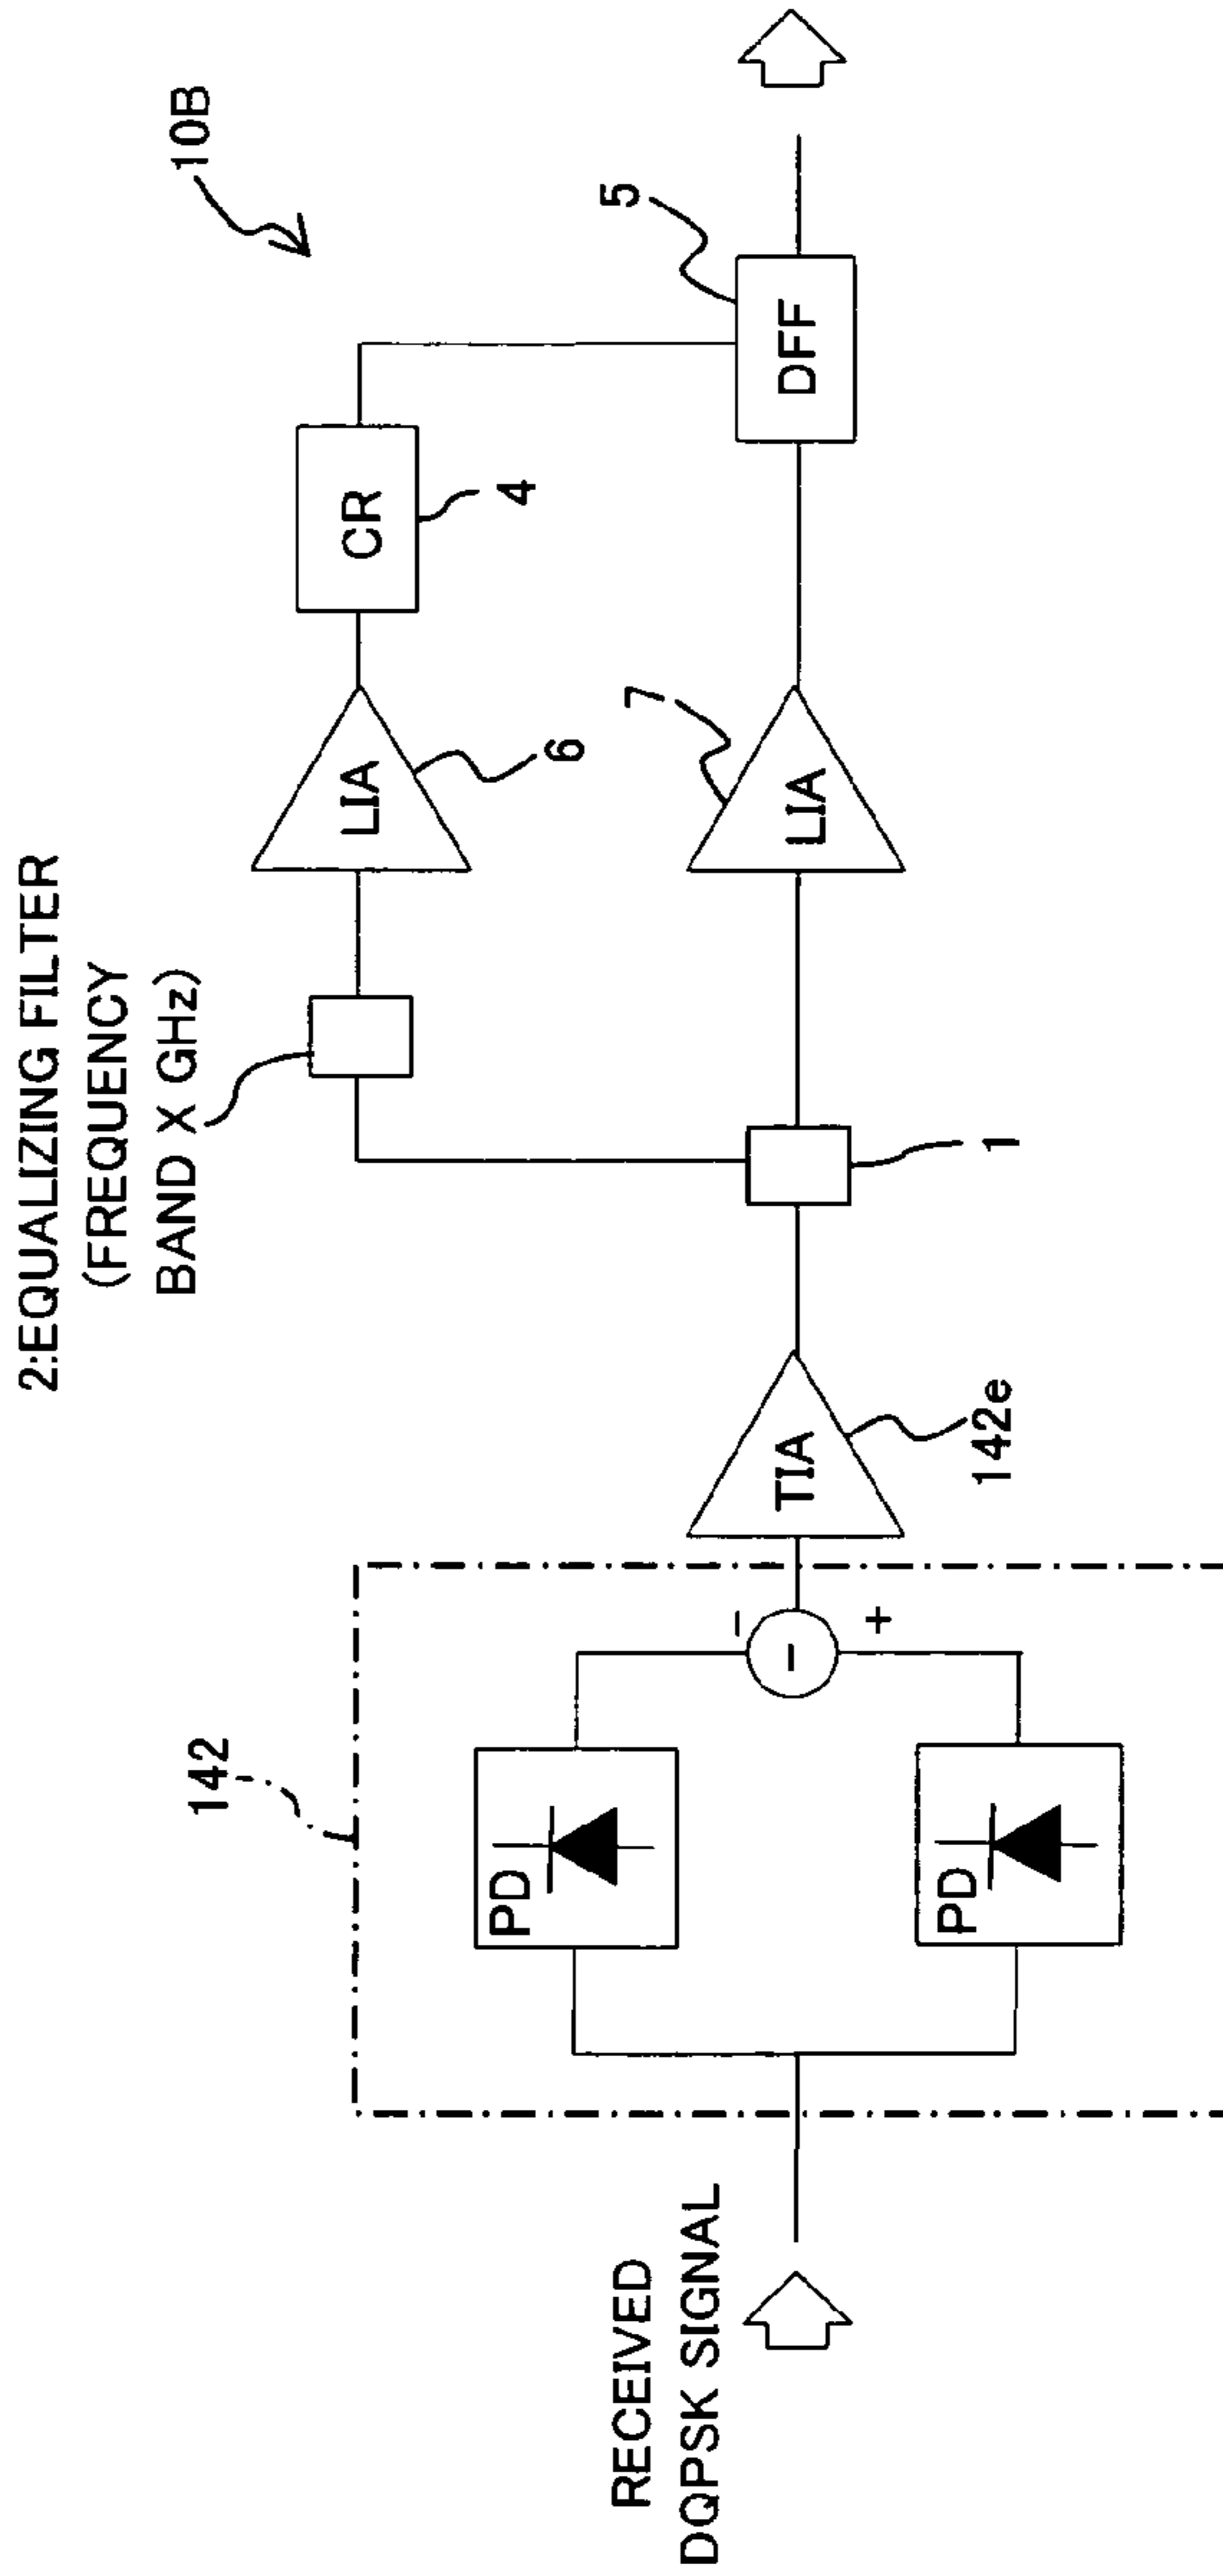 10B
2:EQUALIZING FILTER
(FREQUENCY
BAND X GHz)
LIA
6
CR
4
5
DFF
7
LIA
1
TIA
142e
142
PD
-
-
+
PD
RECEIVED
DQPSK SIGNAL